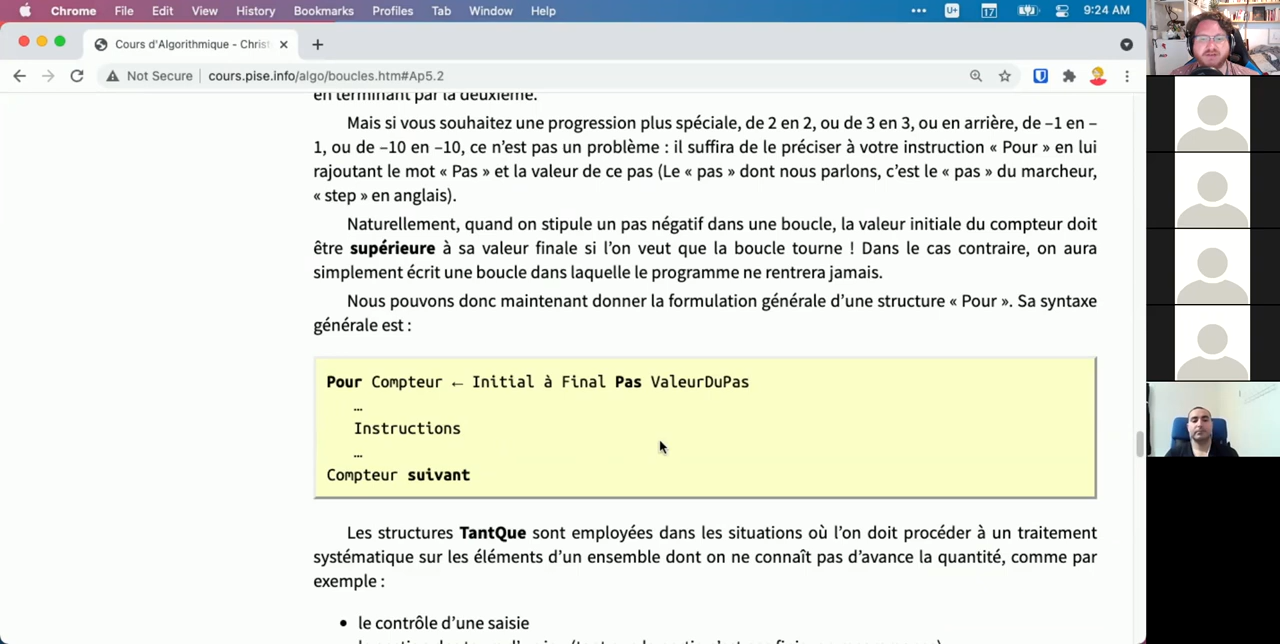 Chrome File Edit View History Bookmarks Profiles Tab Window Help ••• U+ 17 9:24 AM
Cours d'Algorithmique - Christ
Not Secure cours.pise.info/algo/boucles.htm#Ap5.2
en terminant par la deuxième.
Mais si vous souhaitez une progression plus spéciale, de 2 en 2, ou de 3 en 3, ou en arrière, de –1 en –
1, ou de –10 en –10, ce n’est pas un problème : il suffira de le préciser à votre instruction « Pour » en lui
rajoutant le mot « Pas » et la valeur de ce pas (Le « pas » dont nous parlons, c’est le « pas » du marcheur,
« step » en anglais).
Naturellement, quand on stipule un pas négatif dans une boucle, la valeur initiale du compteur doit
être supérieure à sa valeur finale si l’on veut que la boucle tourne ! Dans le cas contraire, on aura
simplement écrit une boucle dans laquelle le programme ne rentrera jamais.
Nous pouvons donc maintenant donner la formulation générale d’une structure « Pour ». Sa syntaxe
générale est :
Pour Compteur ← Initial à Final Pas ValeurDuPas
…
Instructions
…
Compteur suivant
Les structures TantQue sont employées dans les situations où l’on doit procéder à un traitement
systématique sur les éléments d’un ensemble dont on ne connaît pas d’avance la quantité, comme par
exemple :
• le contrôle d’une saisie